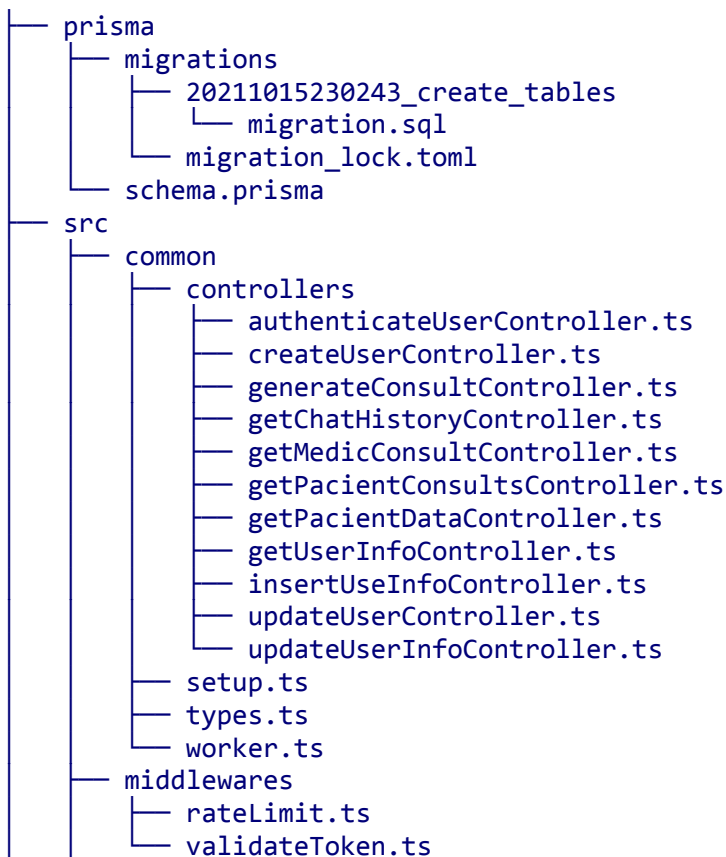 ├── prisma
│   ├── migrations
│   │   ├── 20211015230243_create_tables
│   │   │   └── migration.sql
│   │   └── migration_lock.toml
│   └── schema.prisma
├── src
│   ├── common
│   │   ├── controllers
│   │   │   ├── authenticateUserController.ts
│   │   │   ├── createUserController.ts
│   │   │   ├── generateConsultController.ts
│   │   │   ├── getChatHistoryController.ts
│   │   │   ├── getMedicConsultController.ts
│   │   │   ├── getPacientConsultsController.ts
│   │   │   ├── getPacientDataController.ts
│   │   │   ├── getUserInfoController.ts
│   │   │   ├── insertUseInfoController.ts
│   │   │   ├── updateUserController.ts
│   │   │   └── updateUserInfoController.ts
│   │   ├── setup.ts
│   │   ├── types.ts
│   │   └── worker.ts
│   ├── middlewares
│   │   ├── rateLimit.ts
│   │   └── validateToken.ts